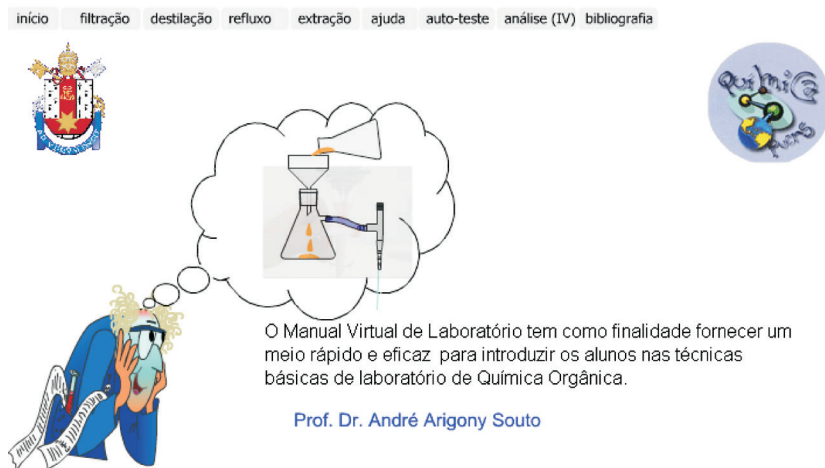 início filtração destilação refluxo extração ajuda auto-teste análise (IV) bibliografia
Química
PUCRS
O Manual Virtual de Laboratório tem como finalidade fornecer um
meio rápido e eficaz para introduzir os alunos nas técnicas
básicas de laboratório de Química Orgânica.
Prof. Dr. André Arigony Souto